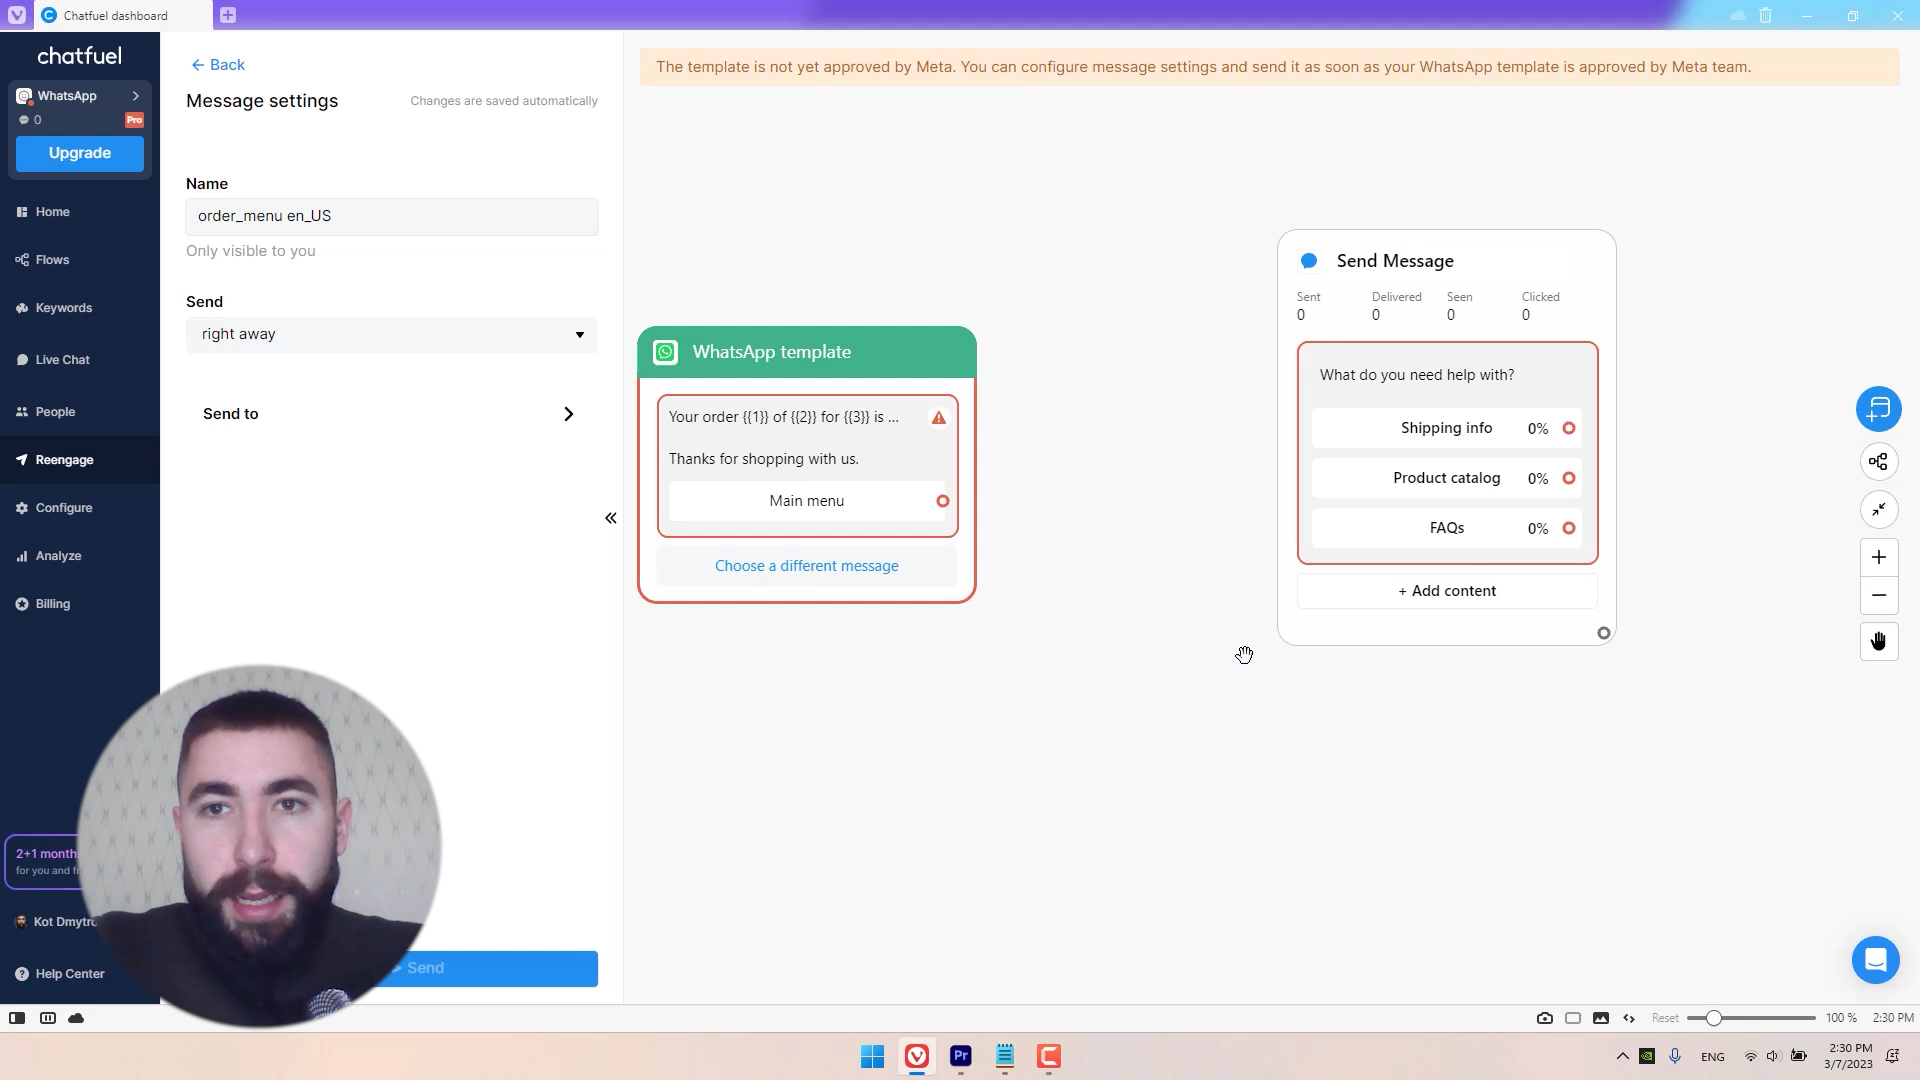 Chatfuel dashboard
chatfuel
WhatsApp
0
Pro
Upgrade
Home
Flows
Keywords
Live Chat
People
Reengage
Configure
Analyze
Billing
2+1 month
for you and
Kot Dmytro
Help Center
Back
Message settings
Changes are saved automatically
Name
order_menu en_US
Only visible to you
Send
right away
Send to
Send
The template is not yet approved by Meta. You can configure message settings and send it as soon as your WhatsApp template is approved by Meta team.
WhatsApp template
Your order {{1}} of {{2}} for {{3}} is ...
Thanks for shopping with us.
Main menu
Choose a different message
Send Message
Sent Delivered Seen Clicked
0 0 0 0
What do you need help with?
Shipping info 0%
Product catalog 0%
FAQs 0%
+ Add content
Reset 100 % 2:30 PM
Pr
ENG
2:30 PM
3/7/2023